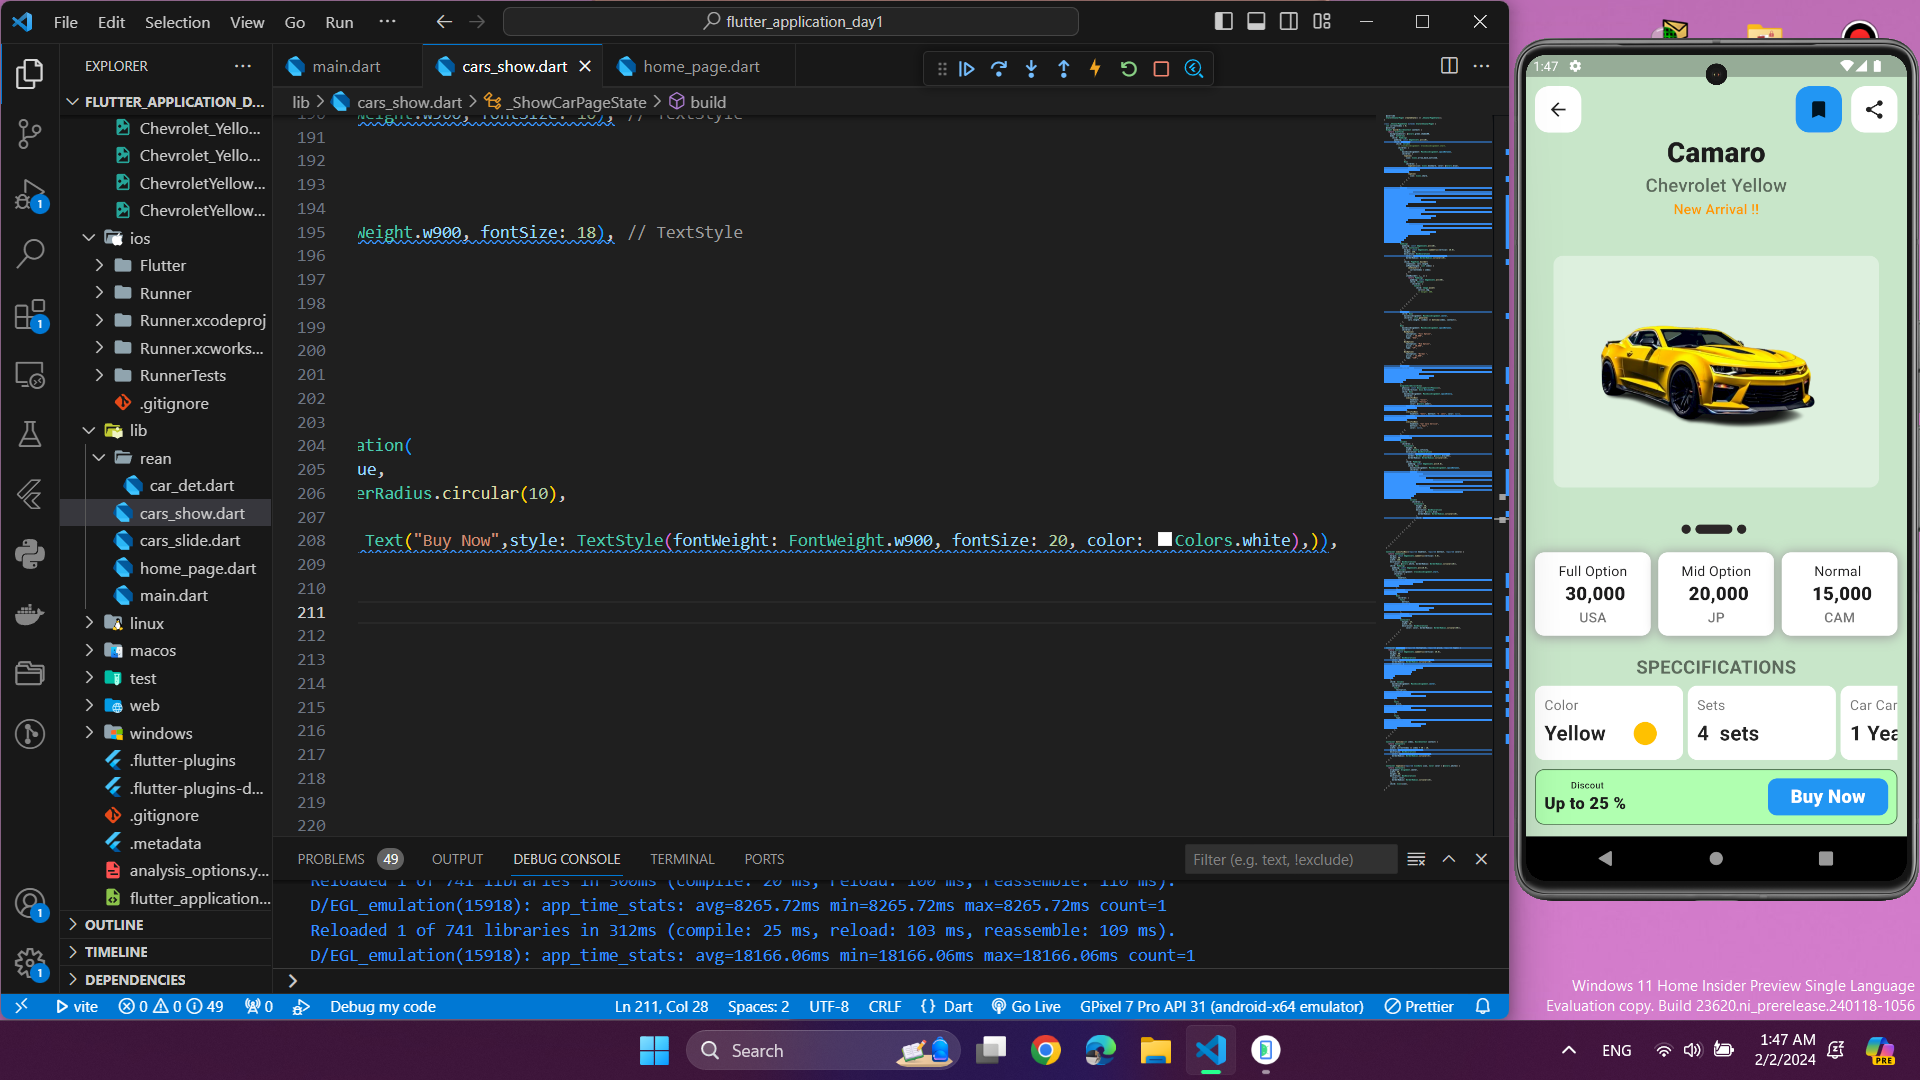 File Edit Selection View Go Run ···
flutter_application_day1
EXPLORER
main.dart
cars_show.dart
home_page.dart
FLUTTER_APPLICATION_D...
lib > cars_show.dart > _ShowCarPageState > build
Chevrolet_Yello...
Chevrolet_Yello...
ChevroletYellow...
ChevroletYellow...
ios
Flutter
Runner
Runner.xcodeproj
Runner.xcworks...
RunnerTests
.gitignore
lib
rean
car_det.dart
cars_show.dart
cars_slide.dart
home_page.dart
main.dart
linux
macos
test
web
windows
.flutter-plugins
.flutter-plugins-d...
.gitignore
.metadata
analysis_options.y...
flutter_application...
OUTLINE
TIMELINE
DEPENDENCIES
190 Weight.w900, fontSize: 18), // TextStyle
191
192
193
194
195 Weight.w900, fontSize: 18), // TextStyle
196
197
198
199
200
201
202
203
204 ation(
205 ue,
206 erRadius.circular(10),
207
208 Text("Buy Now",style: TextStyle(fontWeight: FontWeight.w900, fontSize: 20, color: Colors.white),)),
209
210
211
212
213
214
215
216
217
218
219
220
PROBLEMS 49 OUTPUT DEBUG CONSOLE TERMINAL PORTS
Filter (e.g. text, !exclude)
Reloaded 1 of 741 libraries in 300ms (compile: 20 ms, reload: 100 ms, reassemble: 110 ms).
D/EGL_emulation(15918): app_time_stats: avg=8265.72ms min=8265.72ms max=8265.72ms count=1
Reloaded 1 of 741 libraries in 312ms (compile: 25 ms, reload: 103 ms, reassemble: 109 ms).
D/EGL_emulation(15918): app_time_stats: avg=18166.06ms min=18166.06ms max=18166.06ms count=1
>
vite 0 0 49 0 Debug my code
Ln 211, Col 28 Spaces: 2 UTF-8 CRLF {} Dart Go Live GPixel 7 Pro API 31 (android-x64 emulator) Prettier
1:47
Camaro
Chevrolet Yellow
New Arrival !!
Full Option
30,000
USA
Mid Option
20,000
JP
Normal
15,000
CAM
SPECCIFICATIONS
Color
Yellow
Sets
4 sets
Car Car
1 Yea
Discout
Up to 25 %
Buy Now
Windows 11 Home Insider Preview Single Language
Evaluation copy. Build 23620.ni_prerelease.240118-1056
Search
ENG
1:47 AM
2/2/2024
PRE